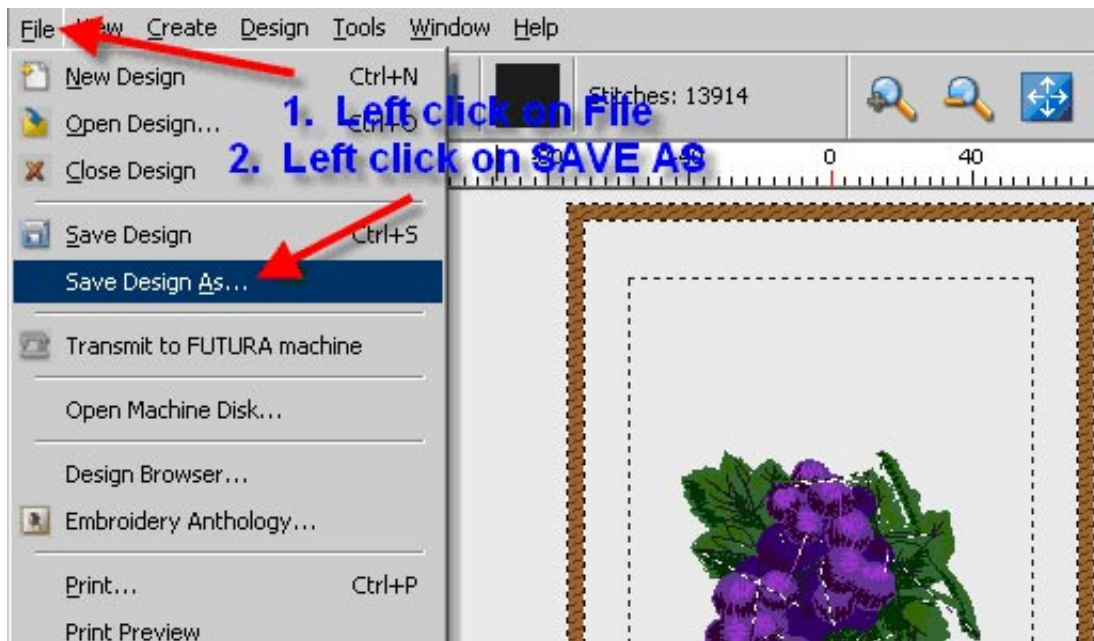 File View Create Design Tools Window Help
New Design Ctrl+N
Stitches: 13914
1. Left click on File
Open Design... Ctrl+O
2. Left click on SAVE AS
Close Design
0 40
Save Design Ctrl+S
Save Design As...
Transmit to FUTURA machine
Open Machine Disk...
Design Browser...
Embroidery Anthology...
Print... Ctrl+P
Print Preview